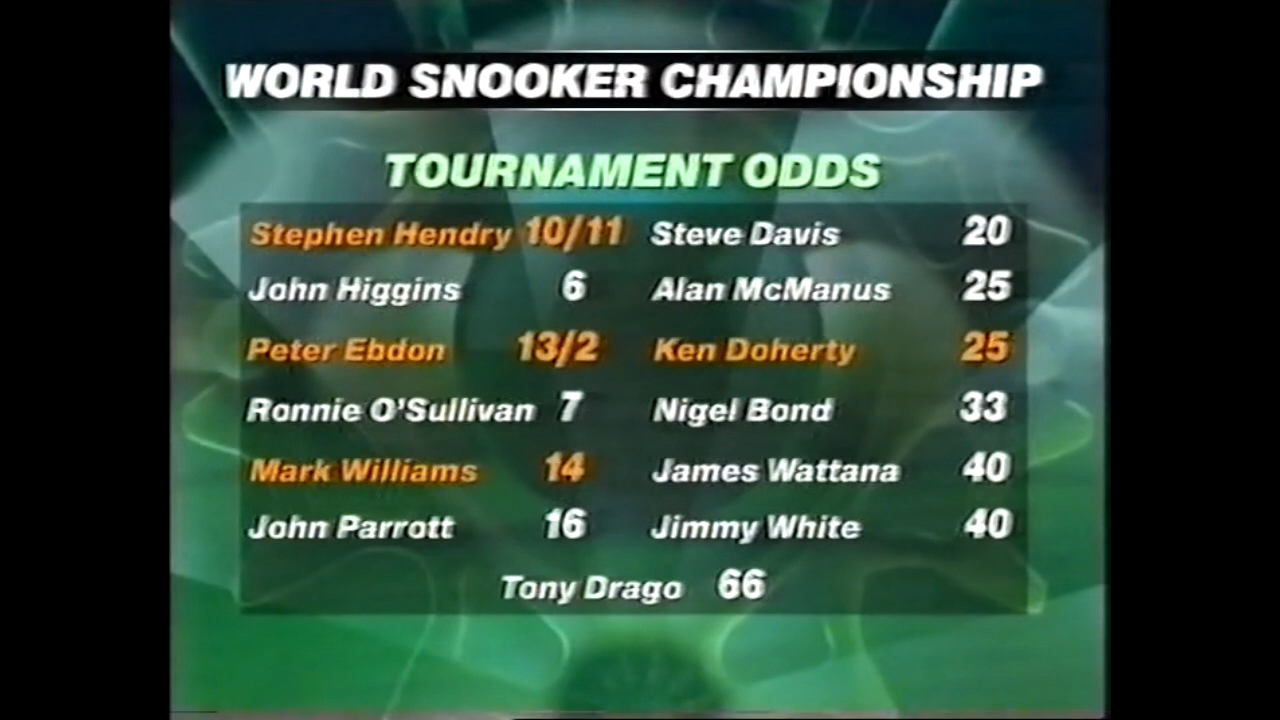 WORLD SNOOKER CHAMPIONSHIP
TOURNAMENT ODDS
Stephen Hendry 10/11 Steve Davis 20
John Higgins 6 Alan McManus 25
Peter Ebdon 13/2 Ken Doherty 25
Ronnie O'Sullivan 7 Nigel Bond 33
Mark Williams 14 James Wattana 40
John Parrott 16 Jimmy White 40
Tony Drago 66